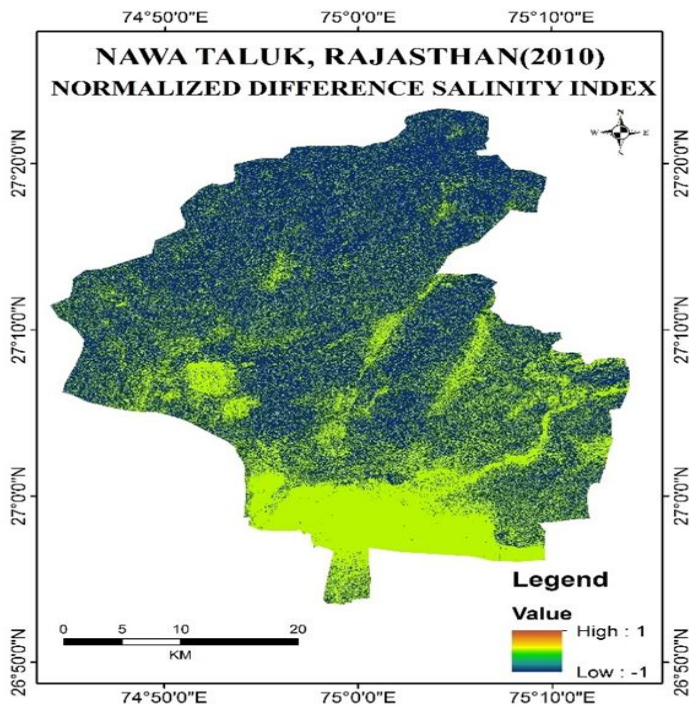 74°50'0"E 75°0'0"E 75°10'0"E
NAWA TALUK, RAJASTHAN(2010)
NORMALIZED DIFFERENCE SALINITY INDEX
N
W E
27°20'0"N 27°20'0"N
27°10'0"N 27°10'0"N
27°0'0"N 27°0'0"N
Legend
Value
High : 1
Low : -1
0 5 10 20
KM
26°50'0"N 26°50'0"N
74°50'0"E 75°0'0"E 75°10'0"E